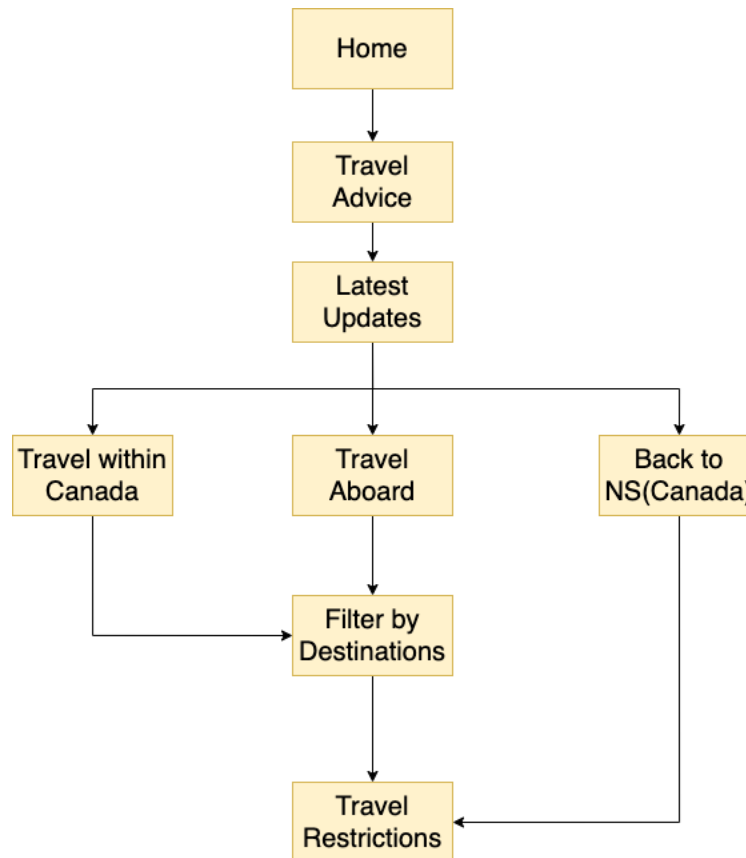 Home
Travel
Advice
Latest
Updates
Travel within
Canada
Travel
Aboard
Back to
NS(Canada)
Filter by
Destinations
Travel
Restrictions